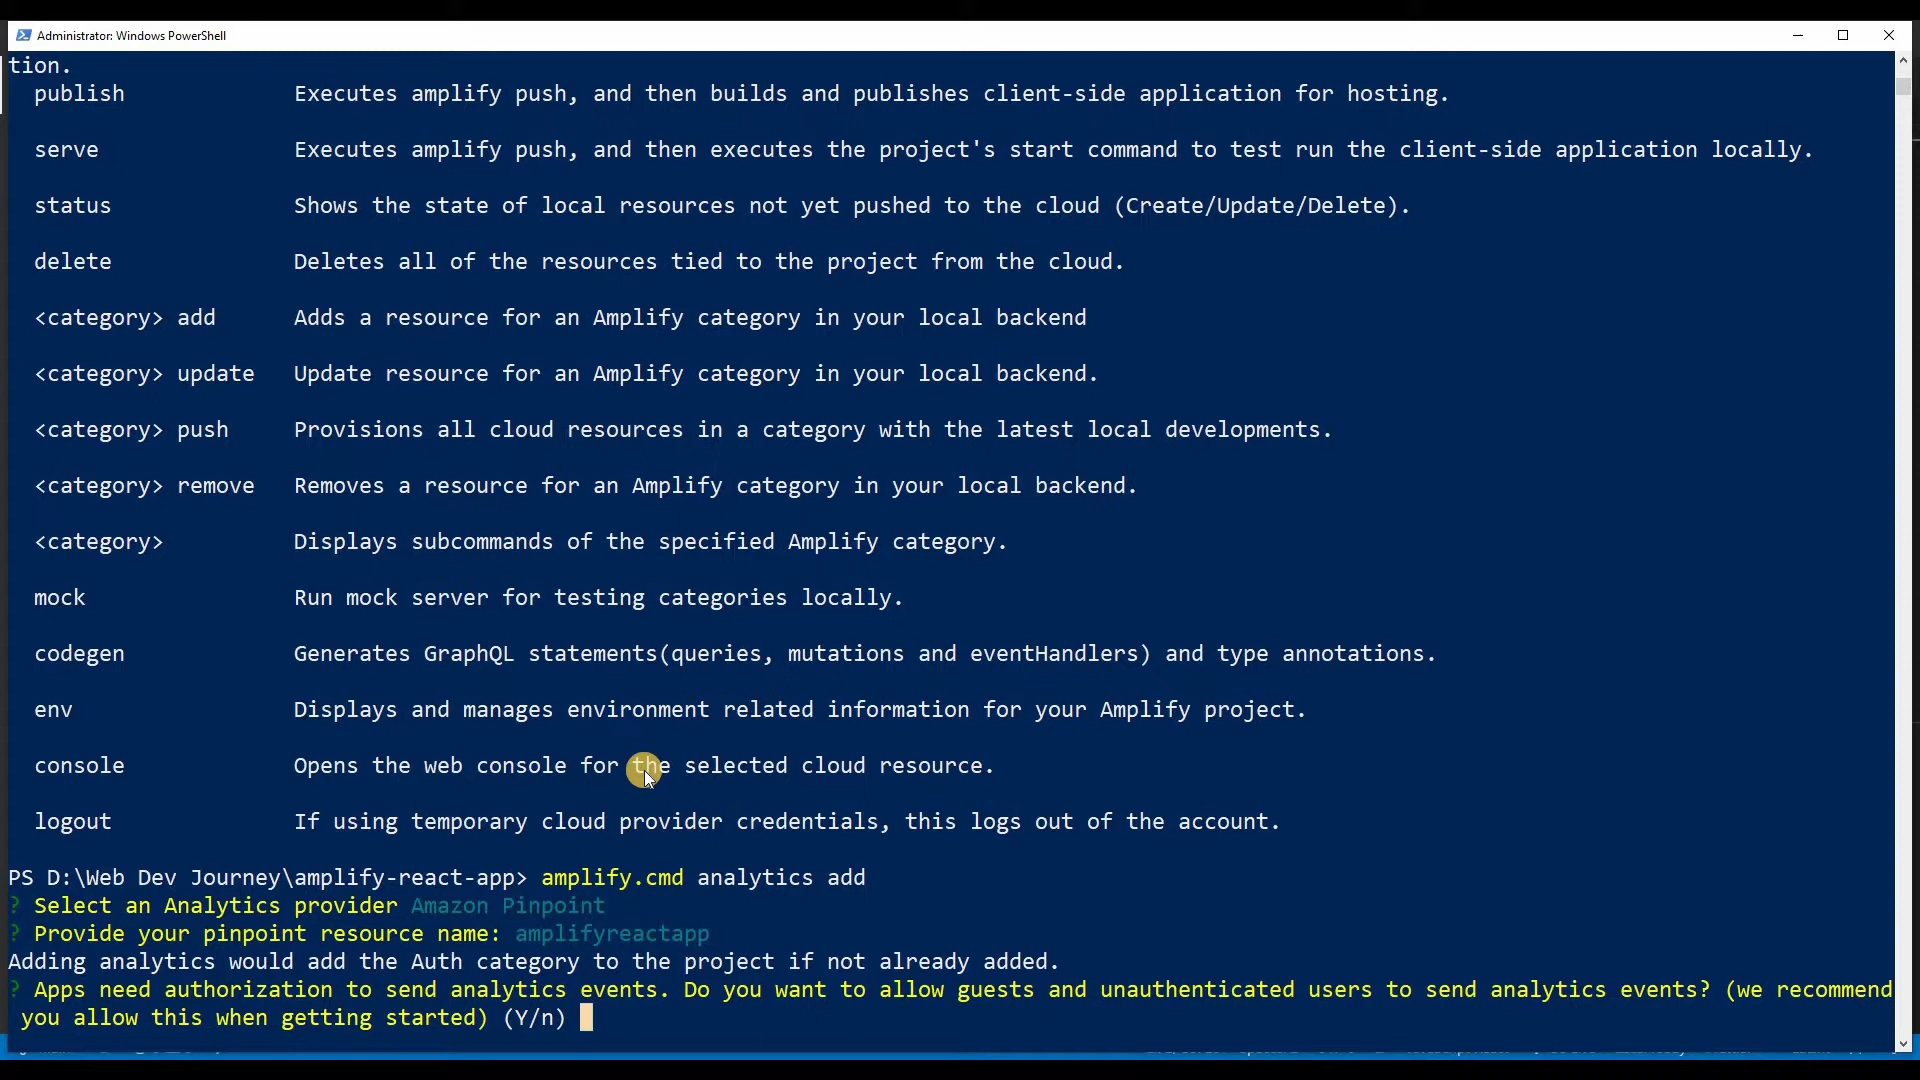 Administrator: Windows PowerShell
tion.
publish Executes amplify push, and then builds and publishes client-side application for hosting.
serve Executes amplify push, and then executes the project's start command to test run the client-side application locally.
status Shows the state of local resources not yet pushed to the cloud (Create/Update/Delete).
delete Deletes all of the resources tied to the project from the cloud.
<category> add Adds a resource for an Amplify category in your local backend
<category> update Update resource for an Amplify category in your local backend.
<category> push Provisions all cloud resources in a category with the latest local developments.
<category> remove Removes a resource for an Amplify category in your local backend.
<category> Displays subcommands of the specified Amplify category.
mock Run mock server for testing categories locally.
codegen Generates GraphQL statements(queries, mutations and eventHandlers) and type annotations.
env Displays and manages environment related information for your Amplify project.
console Opens the web console for the selected cloud resource.
logout If using temporary cloud provider credentials, this logs out of the account.
PS D:\Web Dev Journey\amplify-react-app> amplify.cmd analytics add
? Select an Analytics provider Amazon Pinpoint
? Provide your pinpoint resource name: amplifyreactapp
Adding analytics would add the Auth category to the project if not already added.
? Apps need authorization to send analytics events. Do you want to allow guests and unauthenticated users to send analytics events? (we recommend
you allow this when getting started) (Y/n)